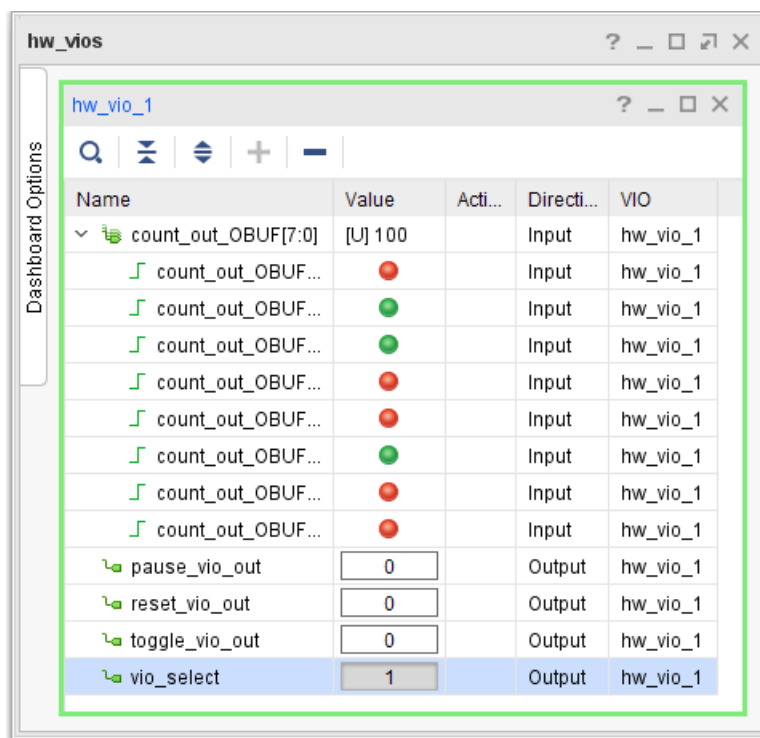 hw_vios
Dashboard Options
hw_vio_1
Name Value Acti... Directi... VIO
count_out_OBUF[7:0] [U] 100 Input hw_vio_1
count_out_OBUF... Input hw_vio_1
count_out_OBUF... Input hw_vio_1
count_out_OBUF... Input hw_vio_1
count_out_OBUF... Input hw_vio_1
count_out_OBUF... Input hw_vio_1
count_out_OBUF... Input hw_vio_1
count_out_OBUF... Input hw_vio_1
count_out_OBUF... Input hw_vio_1
pause_vio_out 0 Output hw_vio_1
reset_vio_out 0 Output hw_vio_1
toggle_vio_out 0 Output hw_vio_1
vio_select 1 Output hw_vio_1